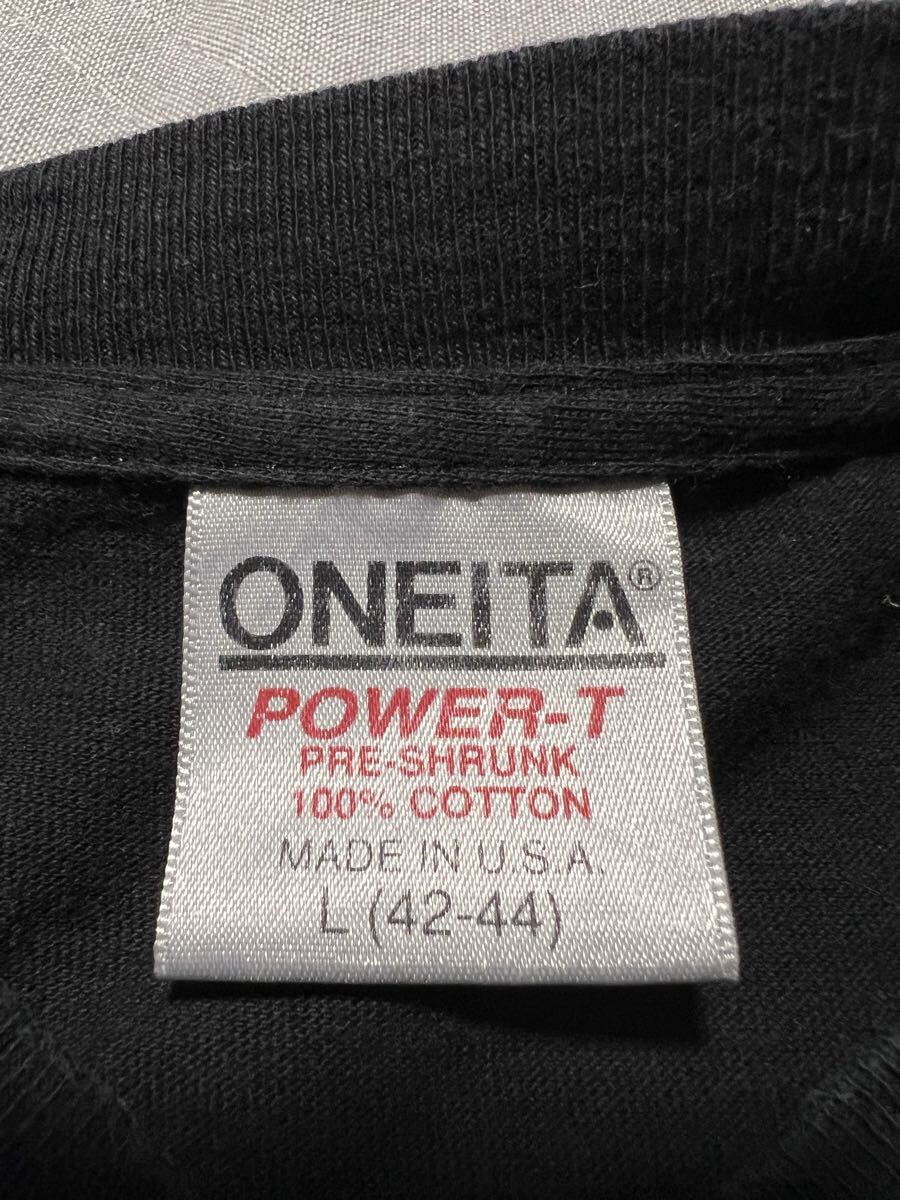 ONEITA®
POWER-T
PRE-SHRUNK
100% COTTON
MADE IN U.S.A.
L (42-44)